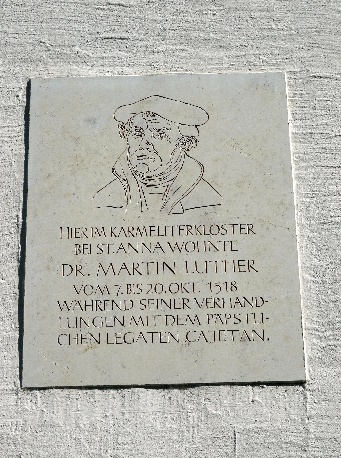 HIER IM KARMELITERKLOSTER
BEI ST. ANNA WOHNTE
DR. MARTIN LUTHER
VOM 7. BIS 20. OKT. 1518
WÄHREND SEINER VERHAND-
LUNGEN MIT DEM PÄPSTLI-
CHEN LEGATEN CAJETAN.